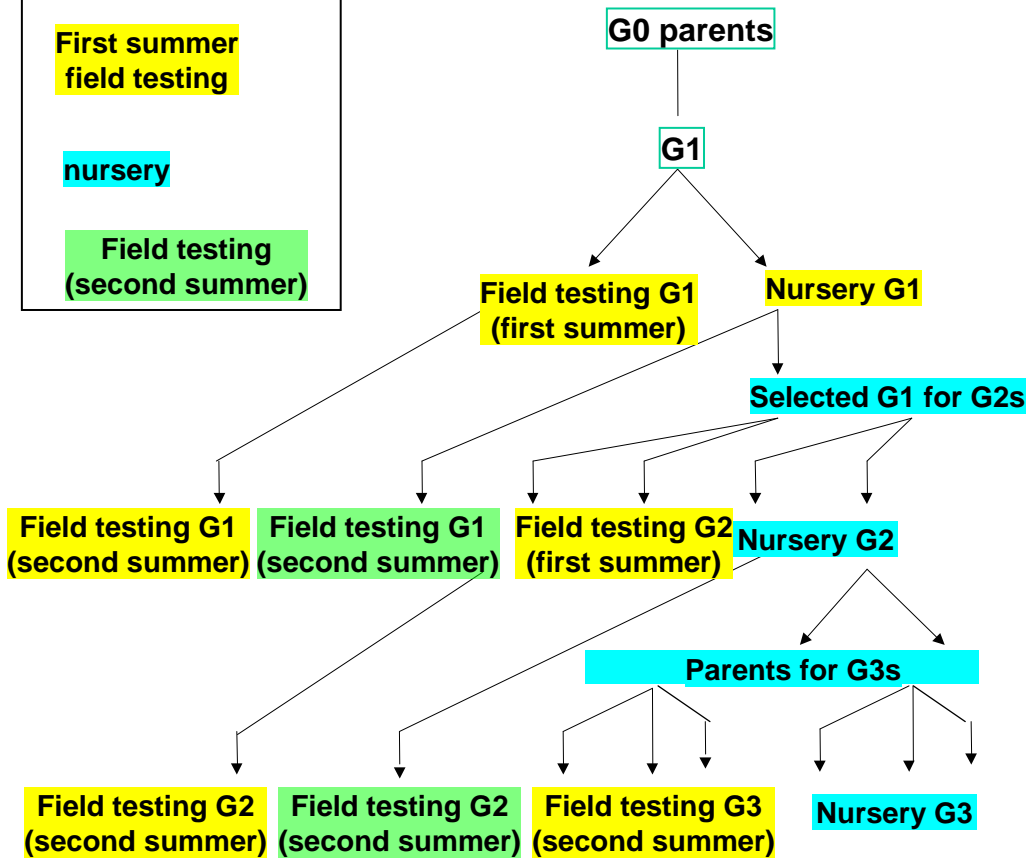 First summer
field testing
nursery
Field testing
(second summer)
G0 parents
G1
Field testing G1
(first summer)
Nursery G1
Selected G1 for G2s
Field testing G1
(second summer)
Field testing G1
(second summer)
Field testing G2
(first summer)
Nursery G2
Parents for G3s
Field testing G2
(second summer)
Field testing G2
(second summer)
Field testing G3
(second summer)
Nursery G3